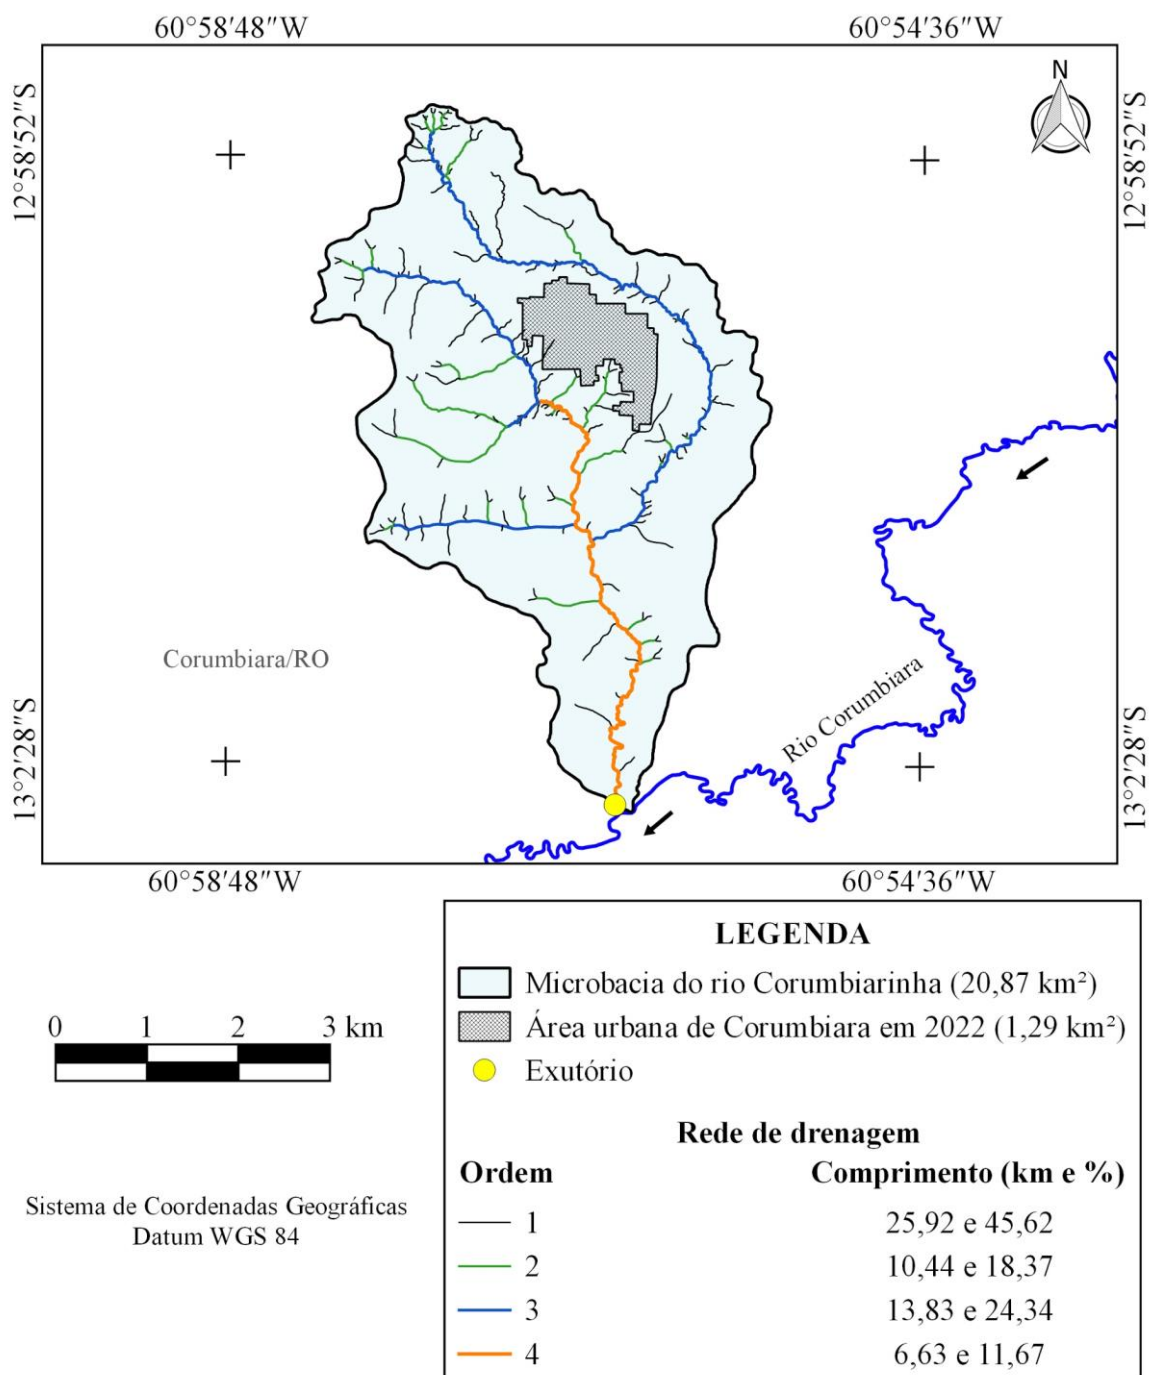 60°58'48"W 60°54'36"W
N
12°58'52"S 12°58'52"S
Corumbiara/RO
Rio Corumbiara
13°2'28"S 13°2'28"S
60°58'48"W 60°54'36"W
LEGENDA
Microbacia do rio Corumbiarinha (20,87 km²)
Área urbana de Corumbiara em 2022 (1,29 km²)
Exutório
0 1 2 3 km
Rede de drenagem
Ordem Comprimento (km e %)
1 25,92 e 45,62
2 10,44 e 18,37
3 13,83 e 24,34
4 6,63 e 11,67
Sistema de Coordenadas Geográficas
Datum WGS 84